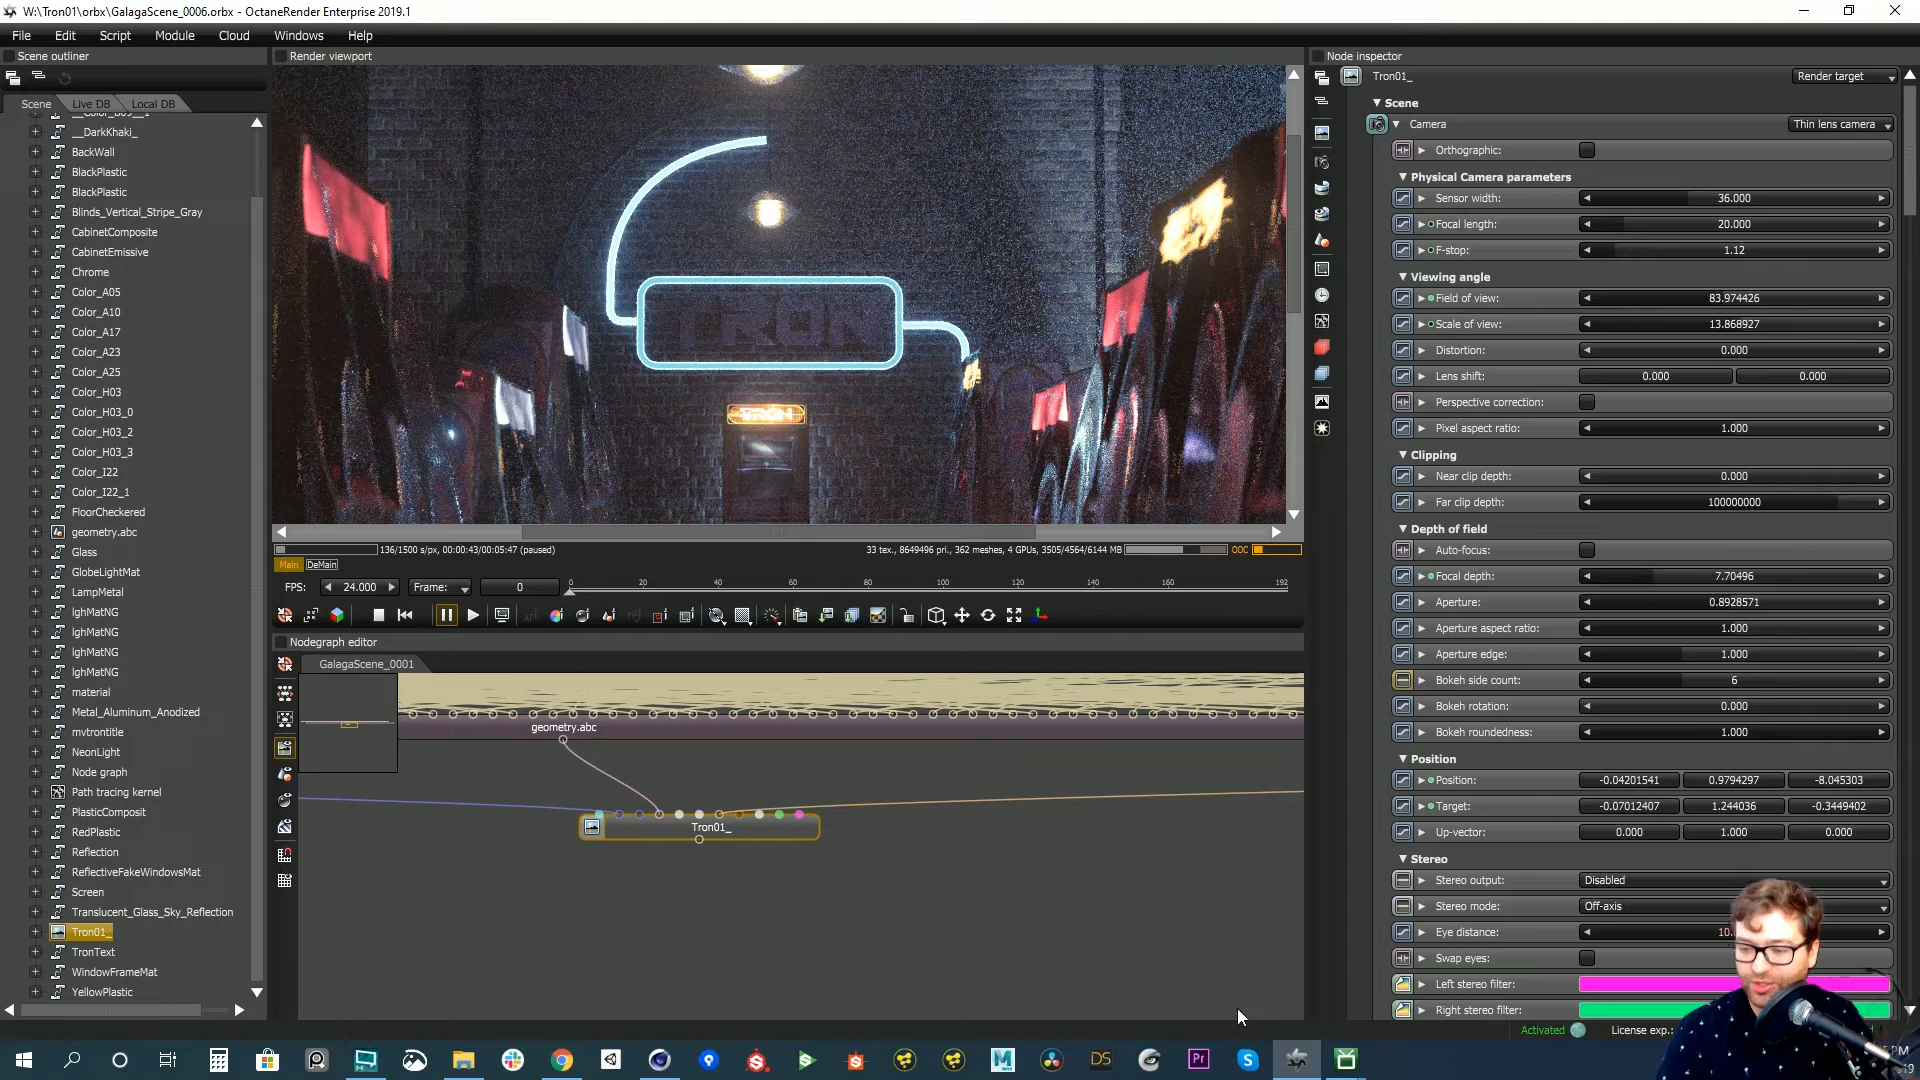 W:\Tron01\orbx\GalagaScene_0006.orbx - OctaneRender Enterprise 2019.1
File Edit Script Module Cloud Windows Help
Scene outliner
Scene Live DB Local DB
__Color_B09__1
__DarkKhaki_
BackWall
BlackPlastic
BlackPlastic
Blinds_Vertical_Stripe_Gray
CabinetComposite
CabinetEmissive
Chrome
Color_A05
Color_A10
Color_A17
Color_A23
Color_A25
Color_H03
Color_H03_0
Color_H03_2
Color_H03_3
Color_I22
Color_I22_1
FloorCheckered
geometry.abc
Glass
GlobeLightMat
LampMetal
lghMatNG
lghMatNG
lghMatNG
lghMatNG
material
Metal_Aluminum_Anodized
mvtrontitle
NeonLight
Node graph
Path tracing kernel
PlasticComposit
RedPlastic
Reflection
ReflectiveFakeWindowsMat
Screen
Translucent_Glass_Sky_Reflection
Tron01_
TronText
WindowFrameMat
YellowPlastic
Render viewport
TRON
TRON
136/1500 s/px, 00:00:43/00:05:47 (paused)
33 tex., 8649496 pri., 362 meshes, 4 GPUs, 3505/4564/6144 MB
OOC
Main DeMain
FPS: 24.000 Frame: 0
0 20 40 60 80 100 120 140 160 192
Nodegraph editor
GalagaScene_0001
geometry.abc
Tron01_
Node inspector
Tron01_ Render target
Scene
Camera Thin lens camera
Orthographic:
Physical Camera parameters
Sensor width: 36.000
Focal length: 20.000
F-stop: 1.12
Viewing angle
Field of view: 83.974426
Scale of view: 13.868927
Distortion: 0.000
Lens shift: 0.000 0.000
Perspective correction:
Pixel aspect ratio: 1.000
Clipping
Near clip depth: 0.000
Far clip depth: 100000000
Depth of field
Auto-focus:
Focal depth: 7.70496
Aperture: 0.8928571
Aperture aspect ratio: 1.000
Aperture edge: 1.000
Bokeh side count: 6
Bokeh rotation: 0.000
Bokeh roundedness: 1.000
Position
Position: -0.04201541 0.9794297 -8.045303
Target: -0.07012407 1.244036 -0.3449402
Up-vector: 0.000 1.000 0.000
Stereo
Stereo output: Disabled
Stereo mode: Off-axis
Eye distance: 10.
Swap eyes:
Left stereo filter:
Right stereo filter:
Activated License exp.:
DS Pr
PM